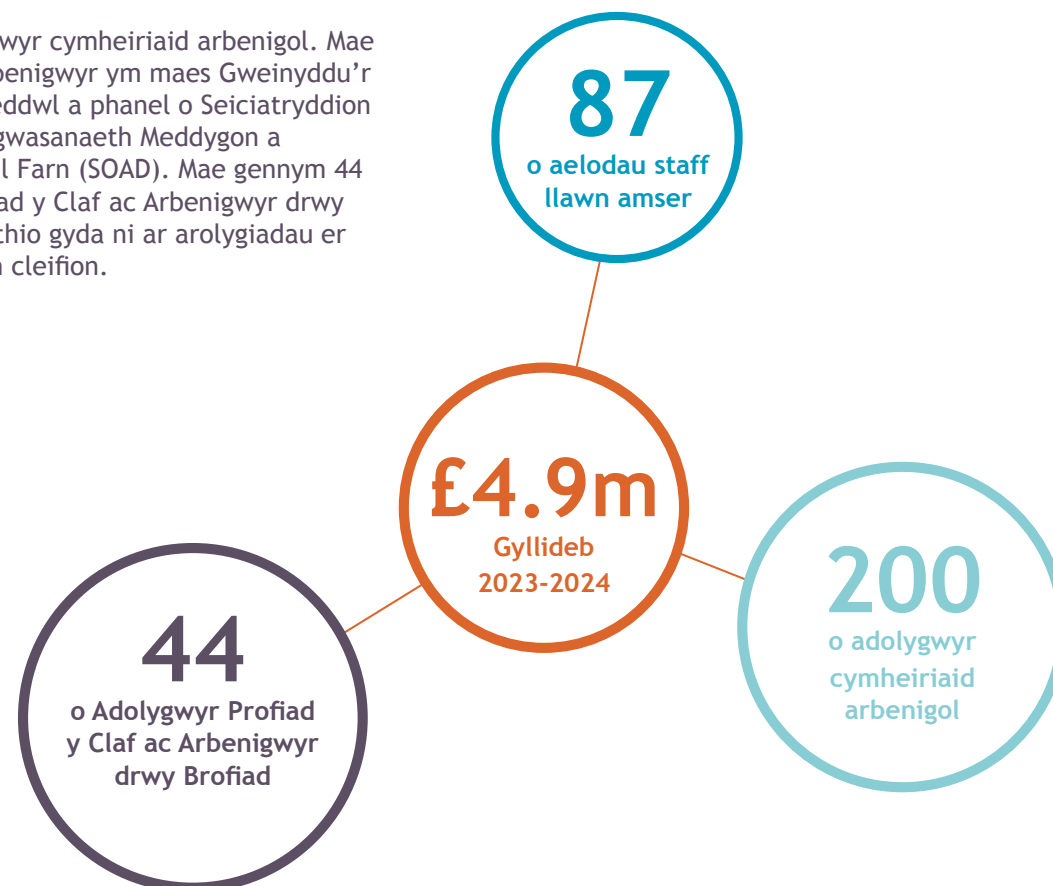 wyr cymheiriaid arbenigol. Mae
benigwyr ym maes Gweinyddu'r
eddwl a phanel o Seiciatryddion
gwasanaeth Meddygon a
l Farn (SOAD). Mae gennym 44
ad y Claf ac Arbenigwyr drwy
thio gyda ni ar arolygiadau er
cleifion.
87
o aelodau staff
llawn amser
£4.9m
Gyllideb
2023-2024
200
o adolygwyr
cymheiriaid
arbenigol
44
o Adolygwyr Profiad
y Claf ac Arbenigwyr
drwy Brofiad